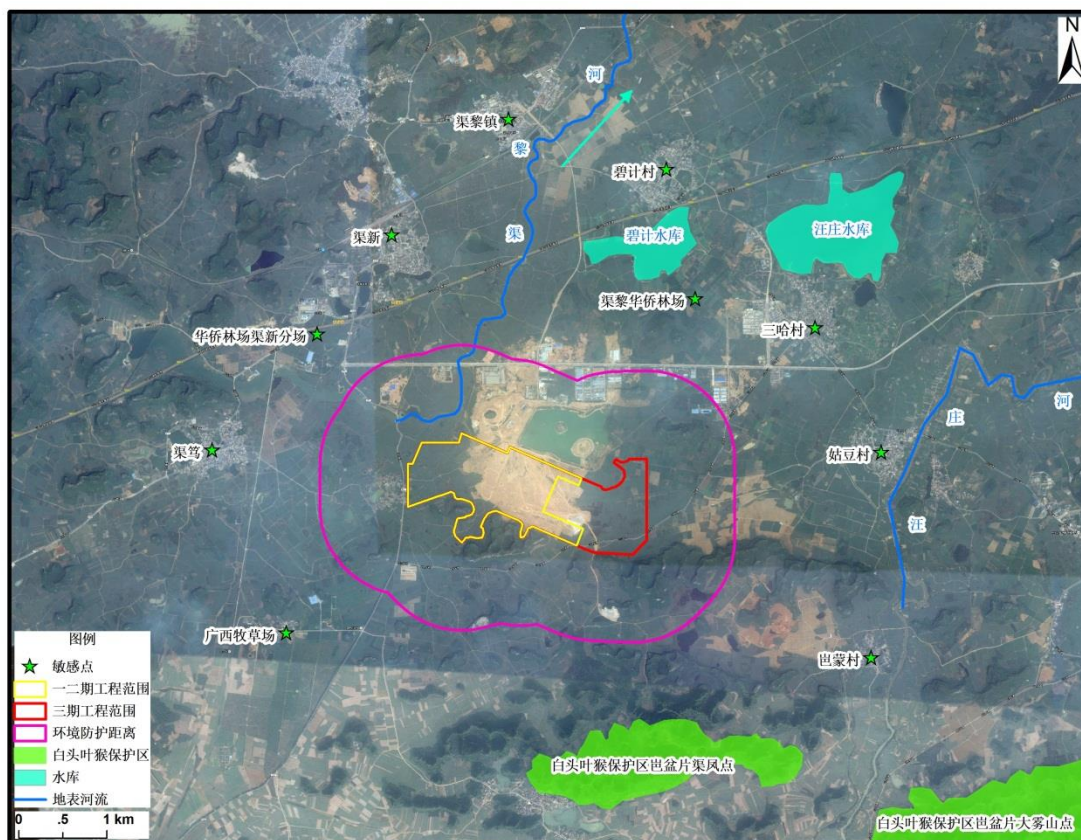 N
河
渠黎镇
黎
碧计村
渠新
渠
碧计水库
汪庄水库
渠黎华侨林场
华侨林场渠新分场
三哈村
河
庄
渠笃
姑豆村
汪
广西牧草场
岜蒙村
白头叶猴保护区岜盆片渠凤点
白头叶猴保护区岜盆片大雾山点
图例
敏感点
一二期工程范围
三期工程范围
环境防护距离
白头叶猴保护区
水库
地表河流
0 .5 1 km